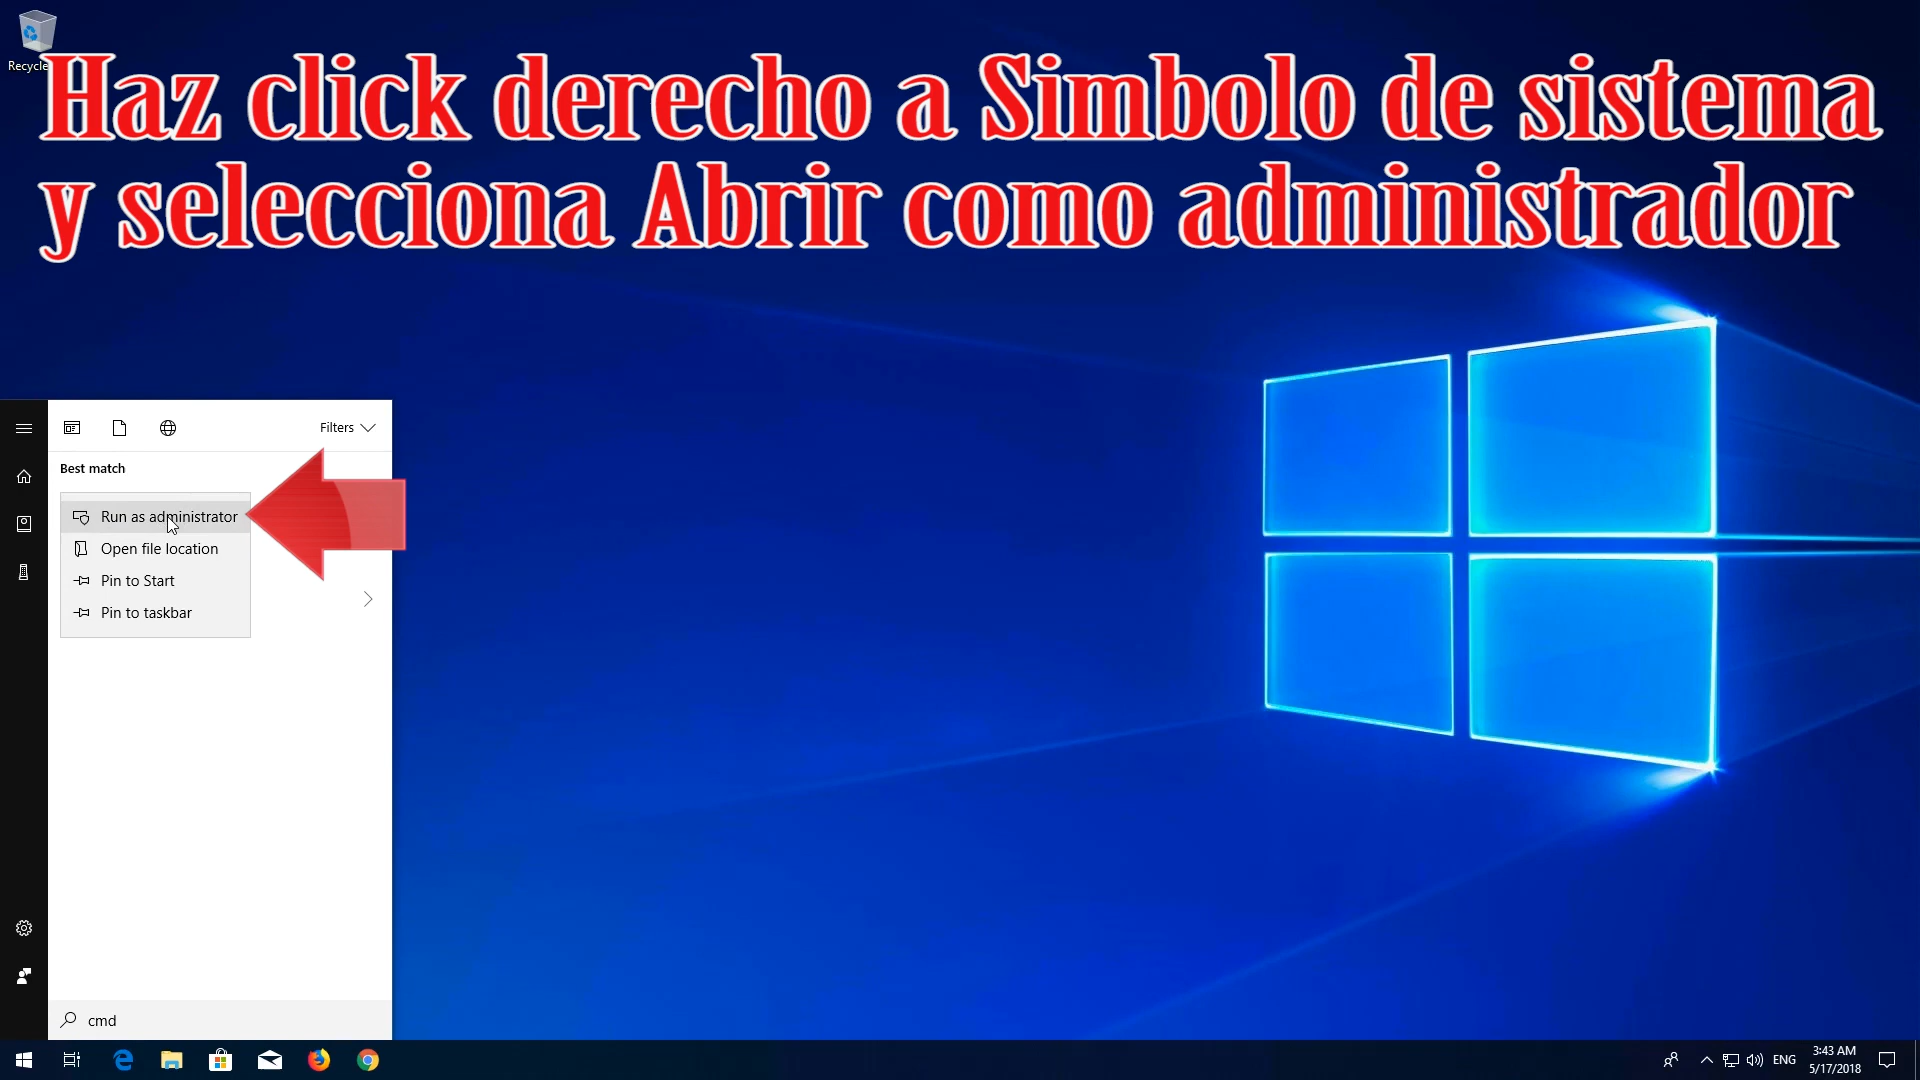 Recycle
Haz click derecho a Simbolo de sistema
y selecciona Abrir como administrador
Filters
Best match
Run as administrator
Open file location
Pin to Start
Pin to taskbar
cmd
ENG
3:43 AM
5/17/2018